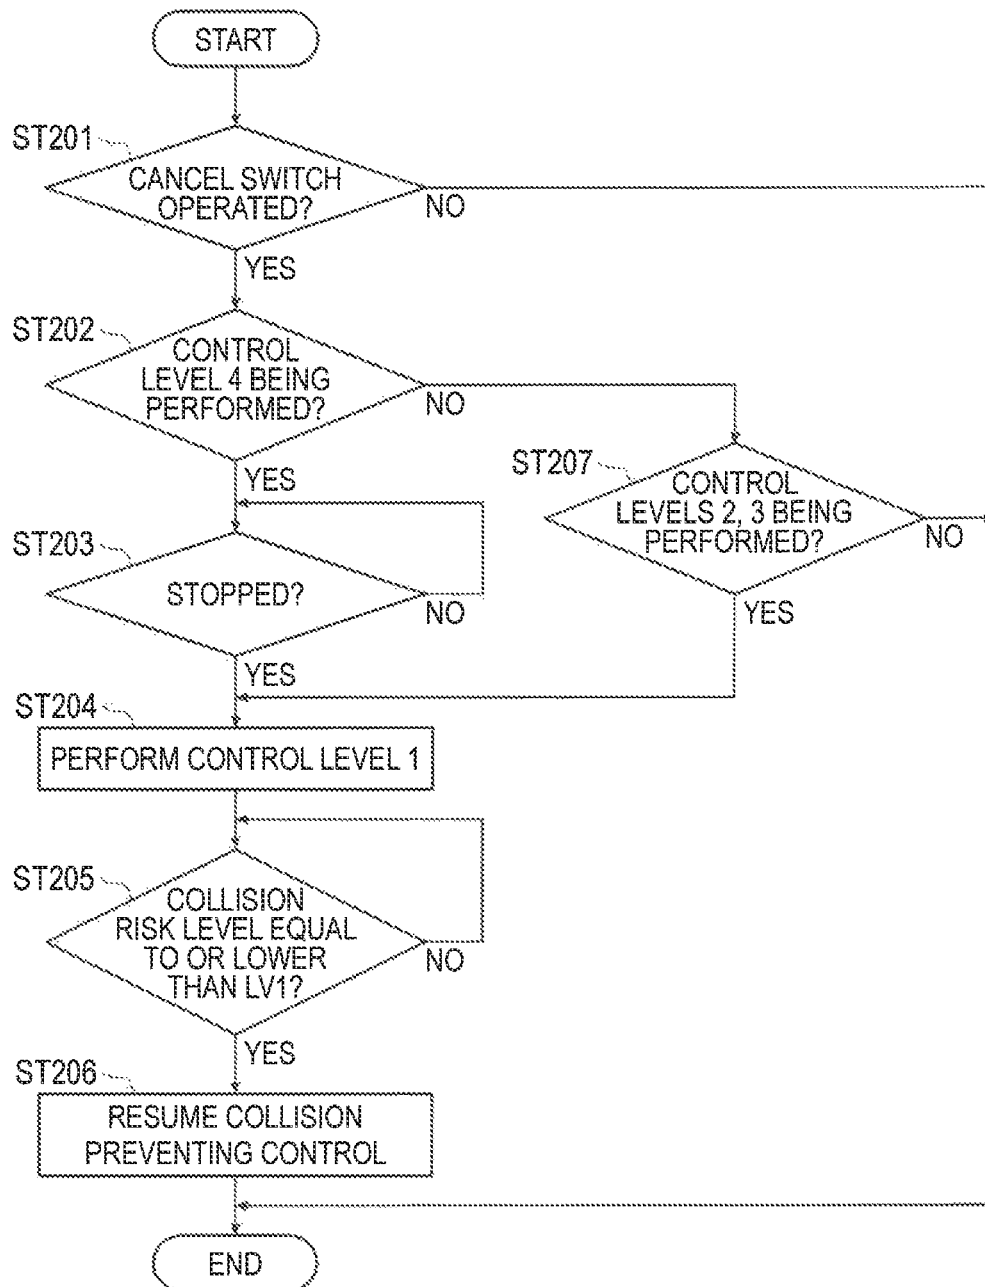 START
ST201
CANCEL SWITCH
OPERATED?
NO
YES
ST202
CONTROL
LEVEL 4 BEING
PERFORMED?
NO
YES
ST207
CONTROL
LEVELS 2, 3 BEING
PERFORMED?
NO
YES
ST203
STOPPED?
NO
YES
ST204
PERFORM CONTROL LEVEL 1
ST205
COLLISION
RISK LEVEL EQUAL
TO OR LOWER
THAN LV1?
NO
YES
ST206
RESUME COLLISION
PREVENTING CONTROL
END